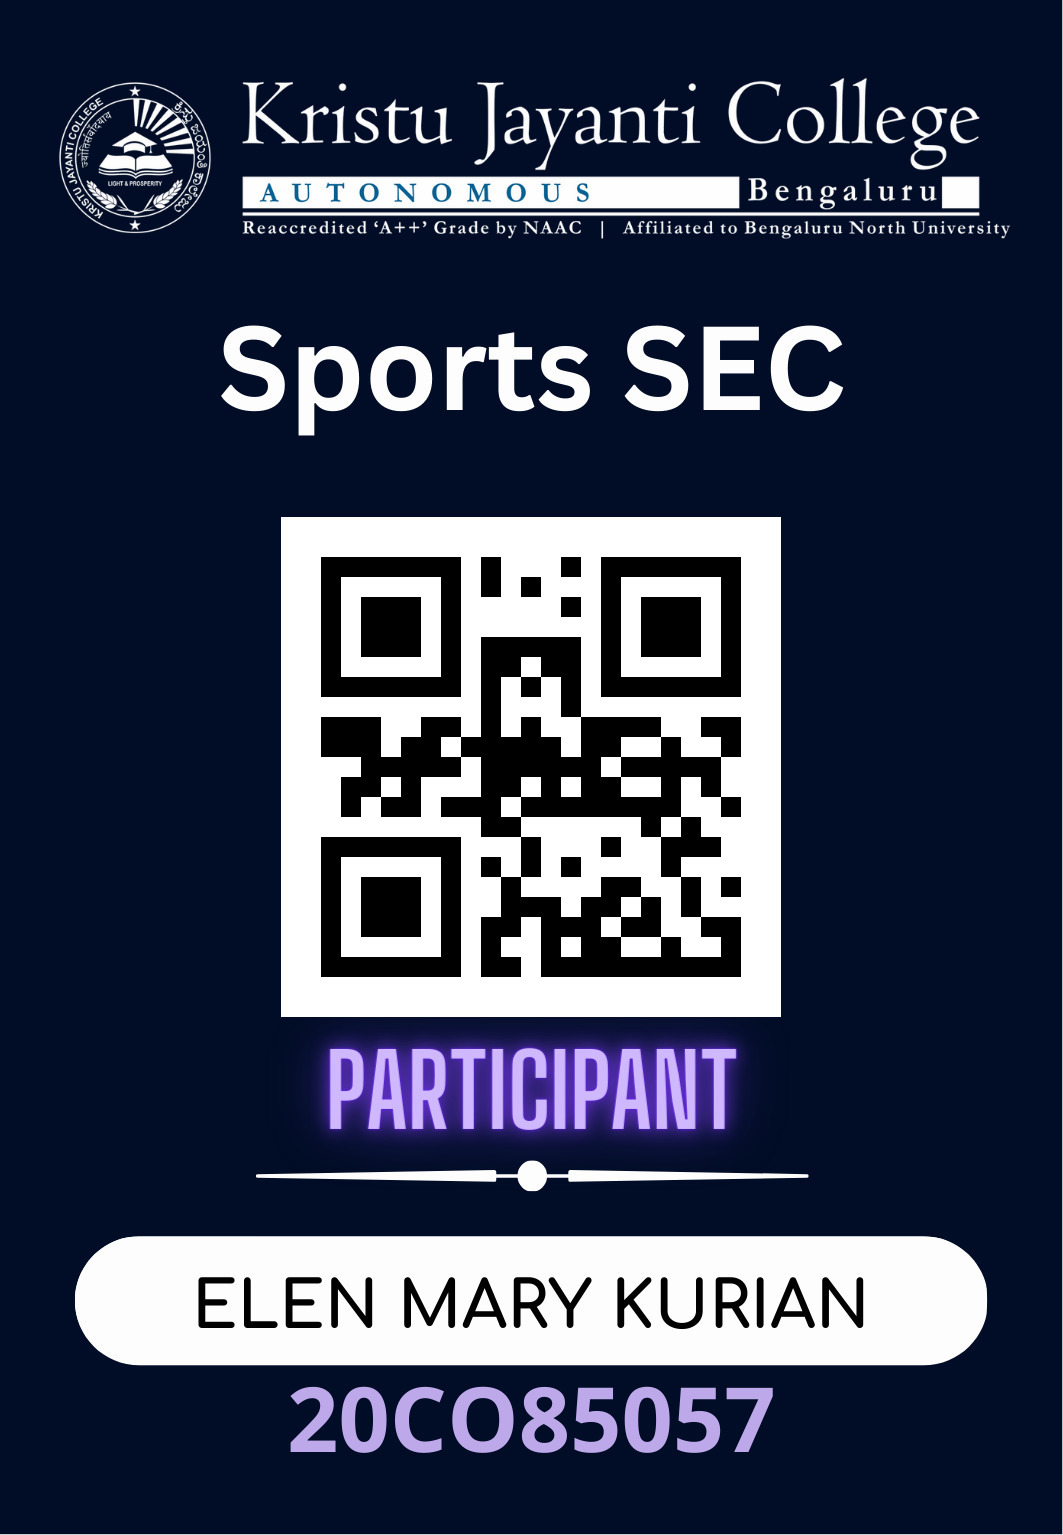 Kristu Jayanti College
AUTONOMOUS Bengaluru
Reaccredited ‘A++’ Grade by NAAC | Affiliated to Bengaluru North University
KRISTU JAYANTI COLLEGE
LIGHT & PROSPERITY
Sports SEC
PARTICIPANT
ELEN MARY KURIAN
20CO85057